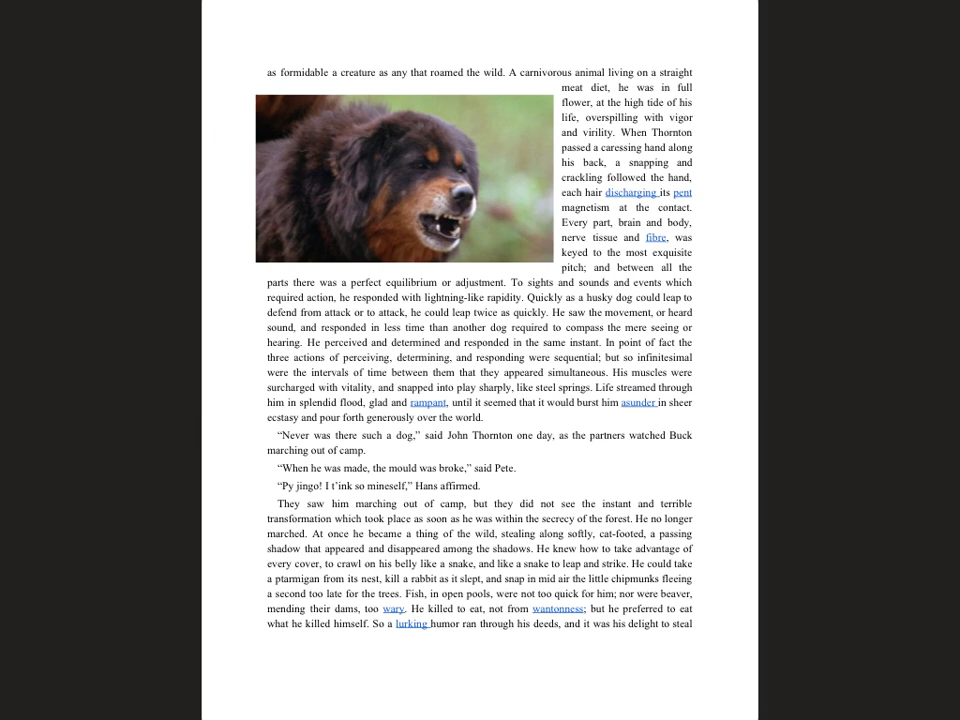 as formidable a creature as any that roamed the wild. A carnivorous animal living on a straight
meat diet, he was in full
flower, at the high tide of his
life, overspilling with vigor
and virility. When Thornton
passed a caressing hand along
his back, a snapping and
crackling followed the hand,
each hair discharging its pent
magnetism at the contact.
Every part, brain and body,
nerve tissue and fibre, was
keyed to the most exquisite
pitch; and between all the
parts there was a perfect equilibrium or adjustment. To sights and sounds and events which
required action, he responded with lightning-like rapidity. Quickly as a husky dog could leap to
defend from attack or to attack, he could leap twice as quickly. He saw the movement, or heard
sound, and responded in less time than another dog required to compass the mere seeing or
hearing. He perceived and determined and responded in the same instant. In point of fact the
three actions of perceiving, determining, and responding were sequential; but so infinitesimal
were the intervals of time between them that they appeared simultaneous. His muscles were
surcharged with vitality, and snapped into play sharply, like steel springs. Life streamed through
him in splendid flood, glad and rampant, until it seemed that it would burst him asunder in sheer
ecstasy and pour forth generously over the world.
“Never was there such a dog,” said John Thornton one day, as the partners watched Buck
marching out of camp.
“When he was made, the mould was broke,” said Pete.
“Py jingo! I t’ink so mineself,” Hans affirmed.
They saw him marching out of camp, but they did not see the instant and terrible
transformation which took place as soon as he was within the secrecy of the forest. He no longer
marched. At once he became a thing of the wild, stealing along softly, cat-footed, a passing
shadow that appeared and disappeared among the shadows. He knew how to take advantage of
every cover, to crawl on his belly like a snake, and like a snake to leap and strike. He could take
a ptarmigan from its nest, kill a rabbit as it slept, and snap in mid air the little chipmunks fleeing
a second too late for the trees. Fish, in open pools, were not too quick for him; nor were beaver,
mending their dams, too wary. He killed to eat, not from wantonness; but he preferred to eat
what he killed himself. So a lurking humor ran through his deeds, and it was his delight to steal